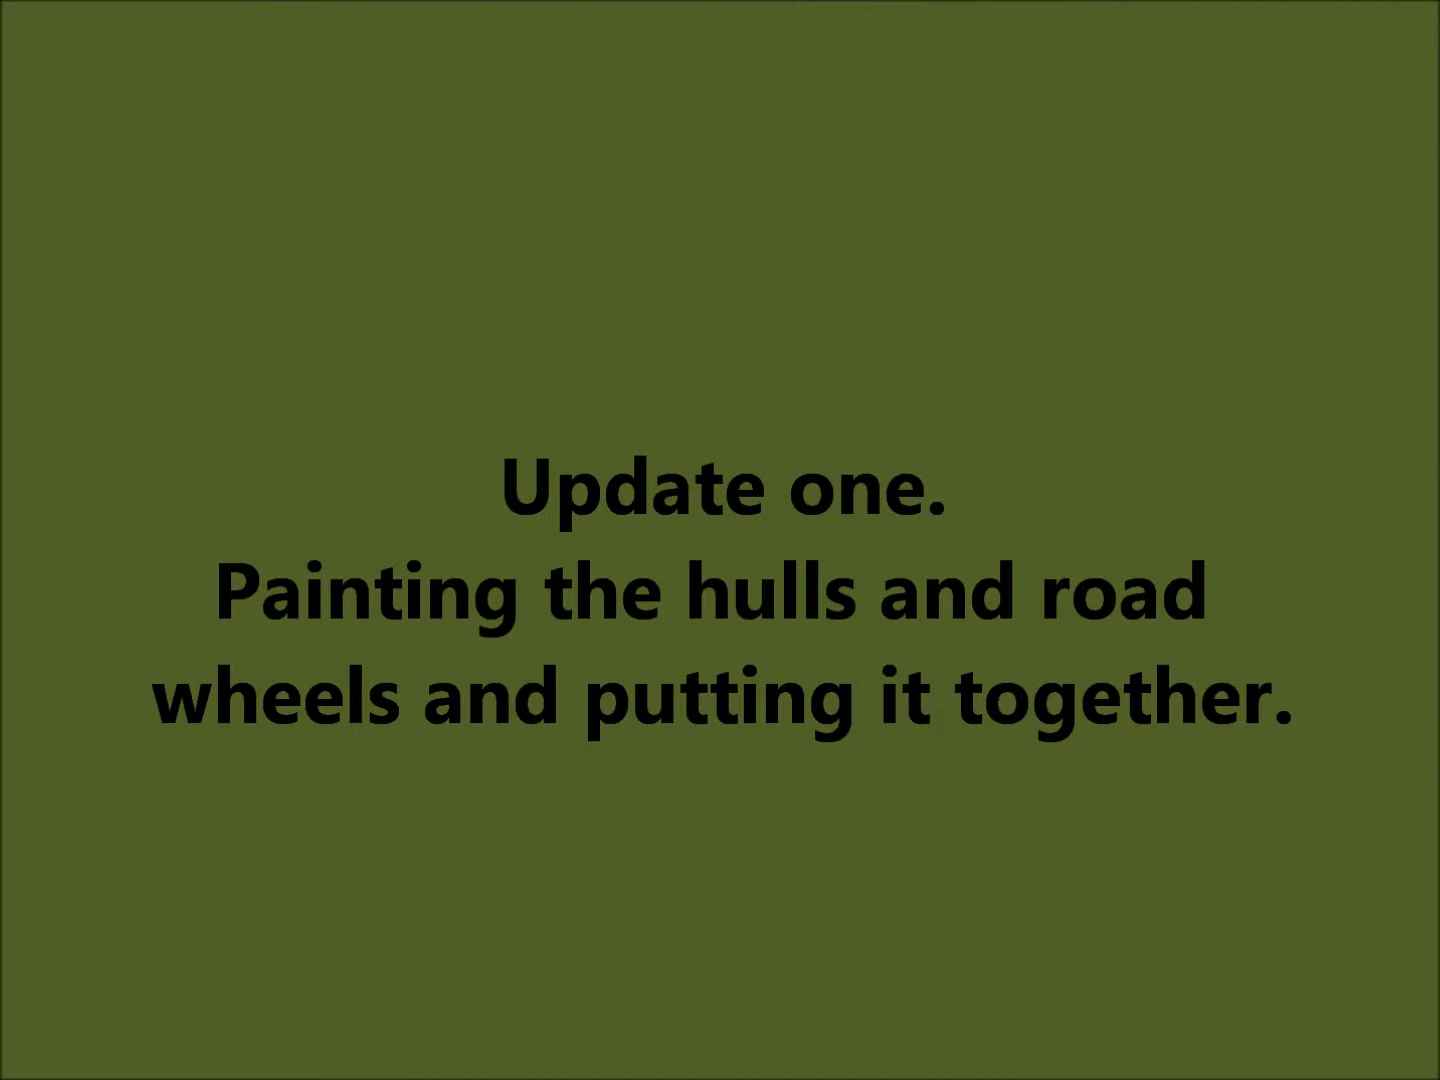 Update one.
Painting the hulls and road
wheels and putting it together.